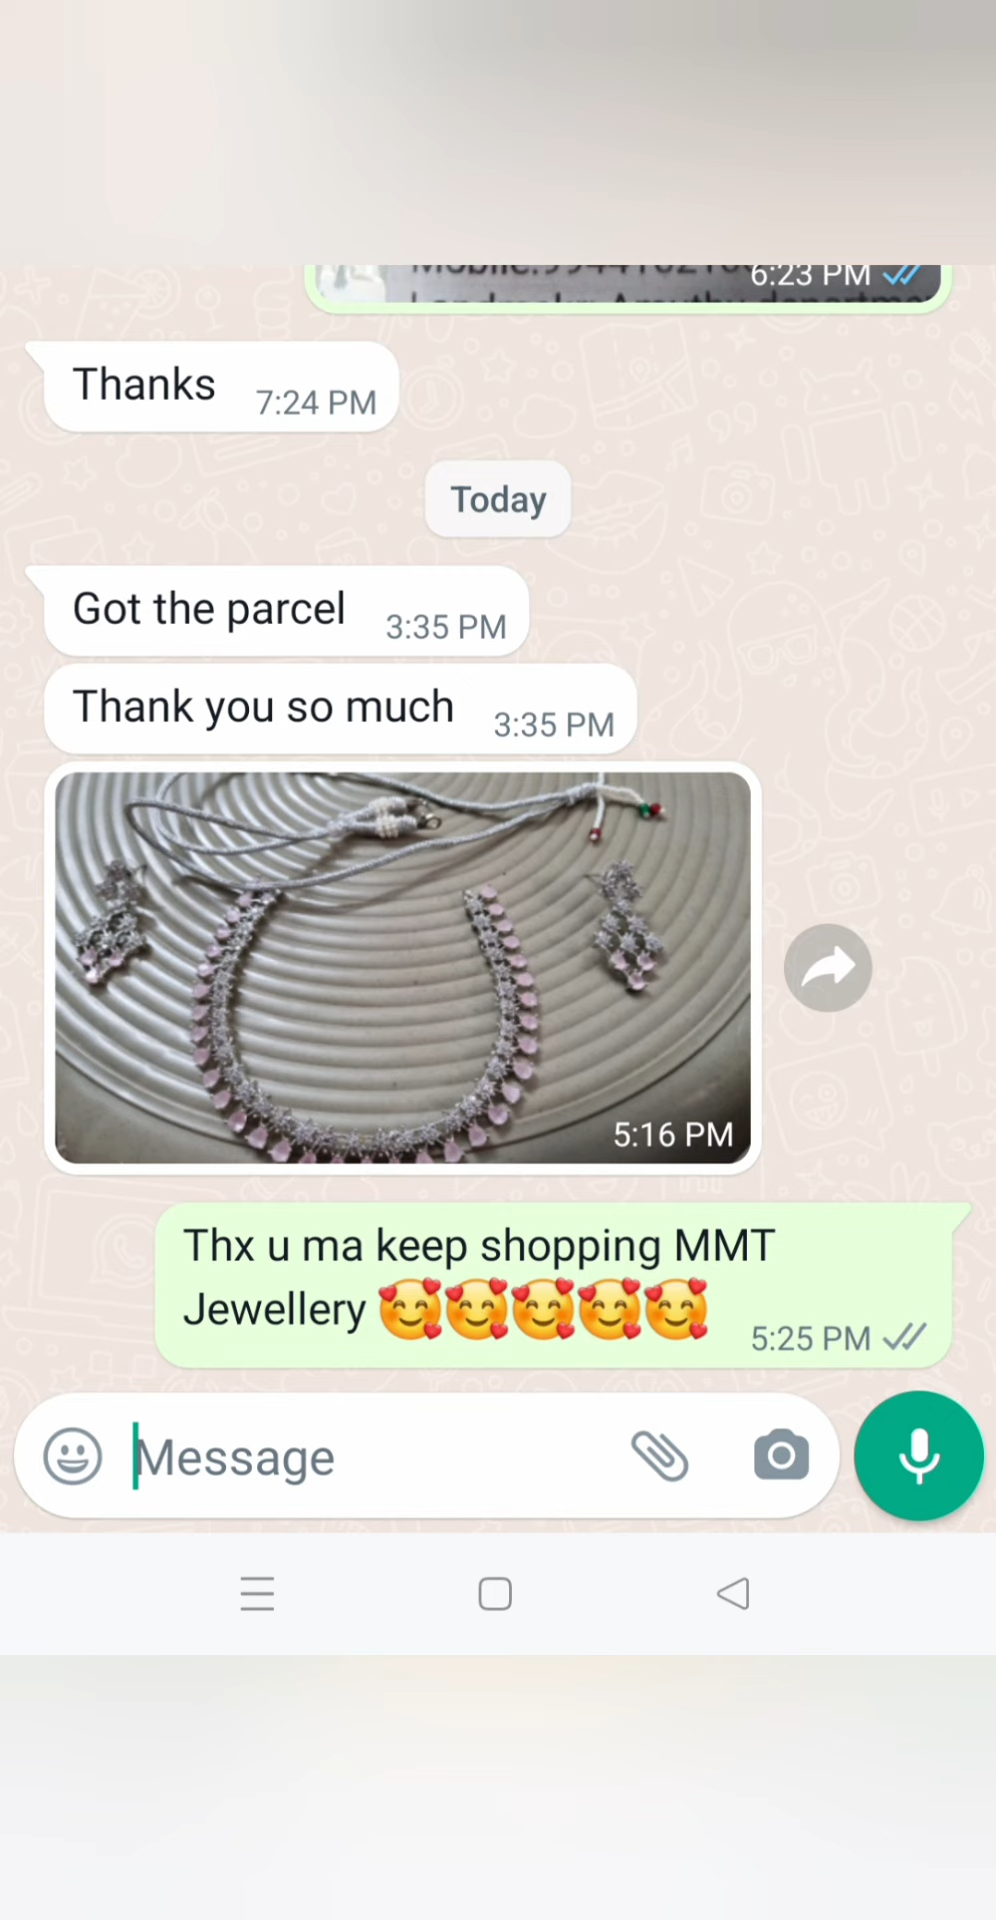 6:23 PM
Thanks
7:24 PM
Today
Got the parcel
3:35 PM
Thank you so much
3:35 PM
5:16 PM
Thx u ma keep shopping MMT
Jewellery 🥰🥰🥰🥰🥰
5:25 PM
Message